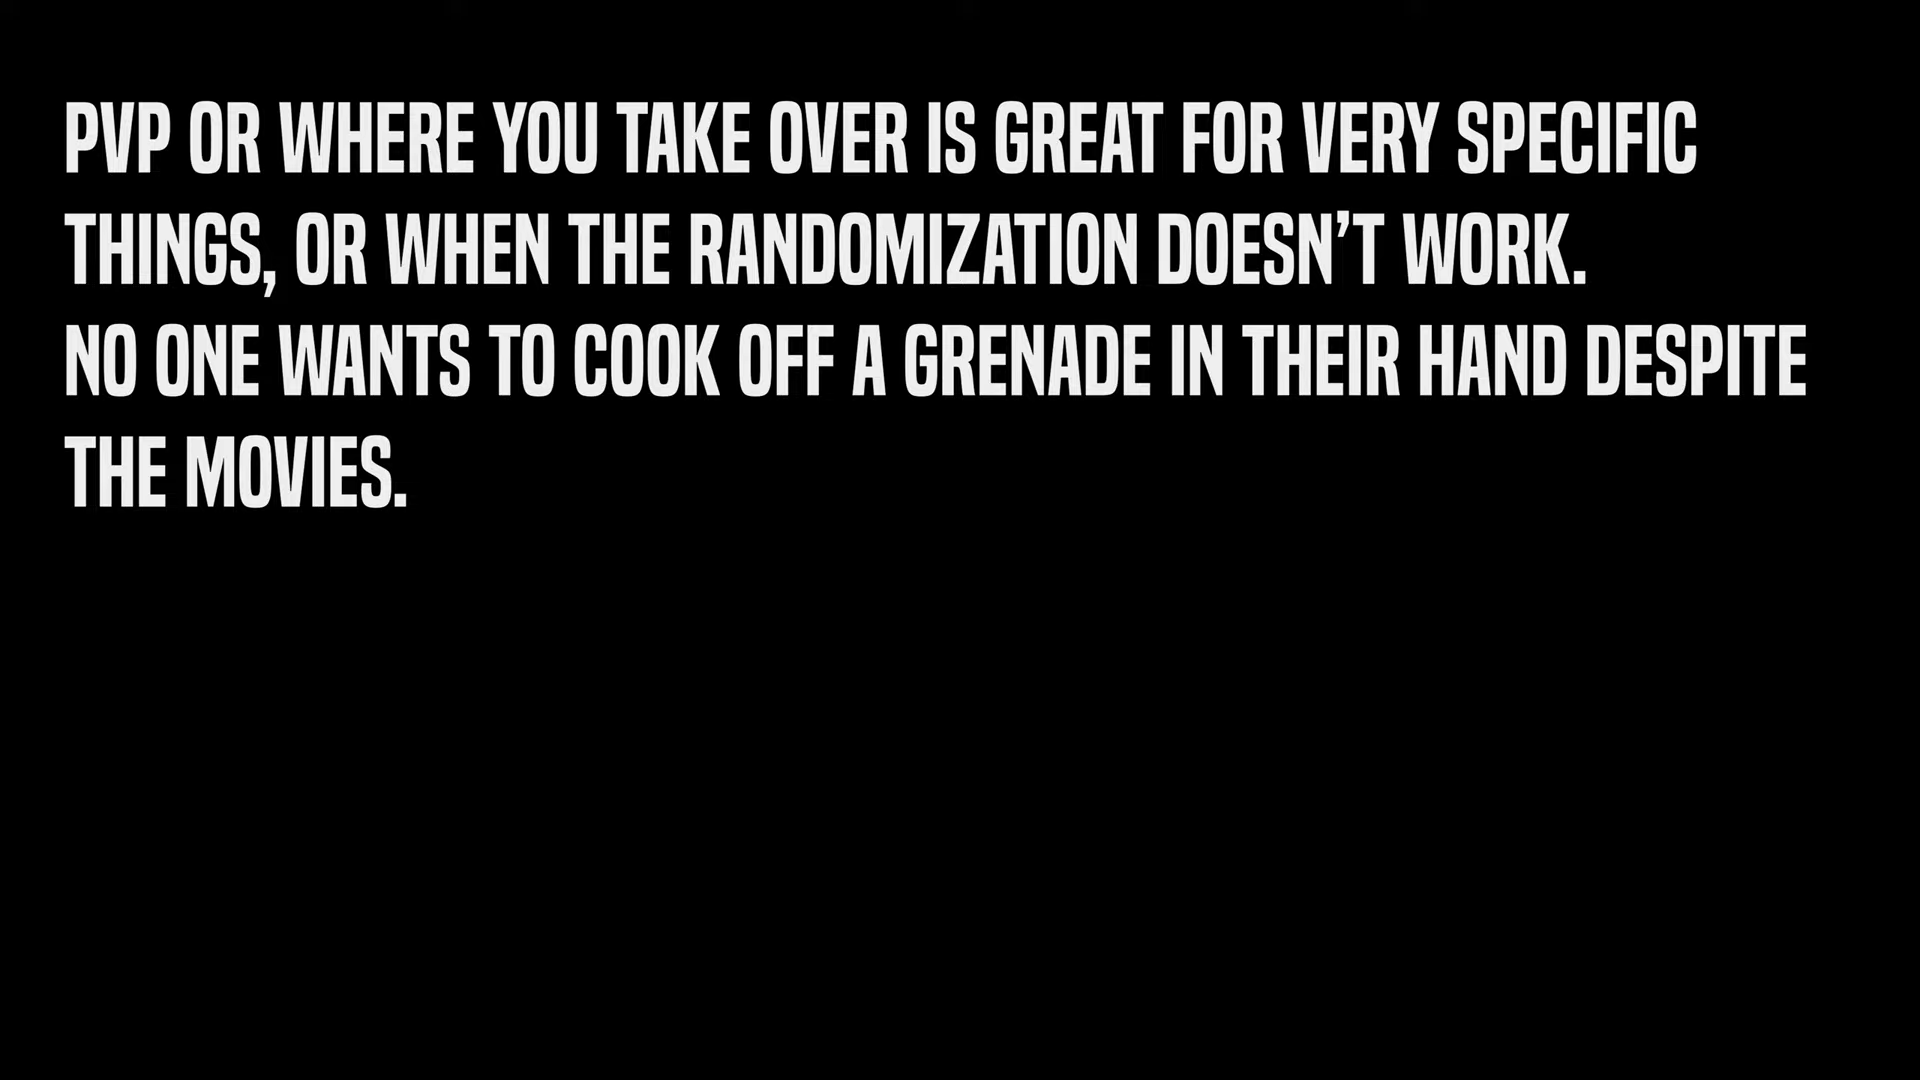 PVP OR WHERE YOU TAKE OVER IS GREAT FOR VERY SPECIFIC
THINGS, OR WHEN THE RANDOMIZATION DOESN’T WORK.
NO ONE WANTS TO COOK OFF A GRENADE IN THEIR HAND DESPITE
THE MOVIES.